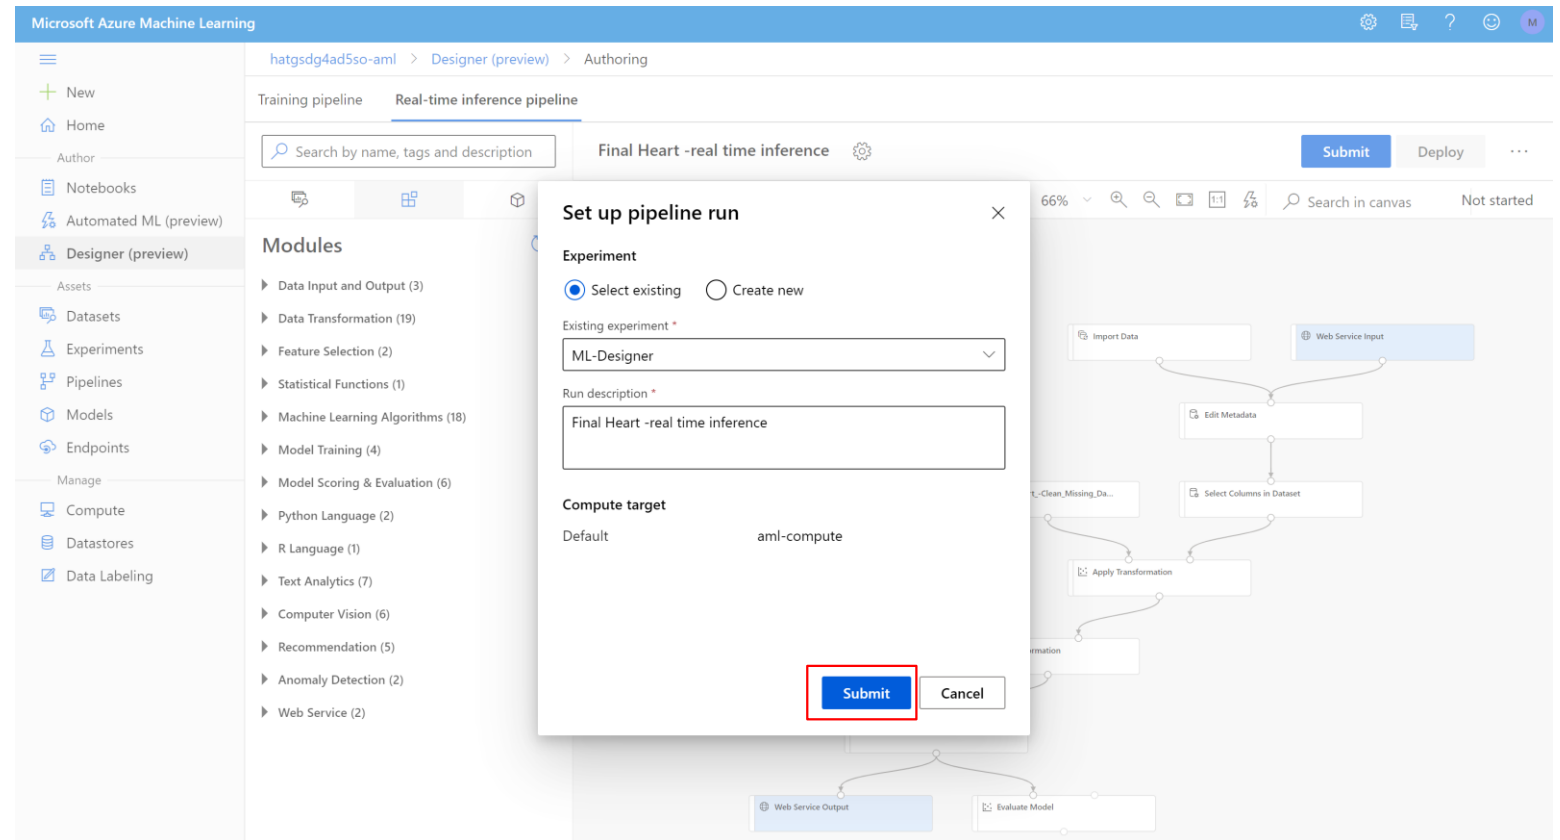 Microsoft Azure Machine Learning
M
hatgsdg4ad5so-aml > Designer (preview) > Authoring
New
Home
Author
Notebooks
Automated ML (preview)
Designer (preview)
Assets
Datasets
Experiments
Pipelines
Models
Endpoints
Manage
Compute
Datastores
Data Labeling
Training pipeline Real-time inference pipeline
Search by name, tags and description
Final Heart -real time inference
Submit Deploy ...
66% 1:1 Search in canvas Not started
Modules
Data Input and Output (3)
Data Transformation (19)
Feature Selection (2)
Statistical Functions (1)
Machine Learning Algorithms (18)
Model Training (4)
Model Scoring & Evaluation (6)
Python Language (2)
R Language (1)
Text Analytics (7)
Computer Vision (6)
Recommendation (5)
Anomaly Detection (2)
Web Service (2)
Set up pipeline run
Experiment
Select existing Create new
Existing experiment *
ML-Designer
Run description *
Final Heart -real time inference
Compute target
Default aml-compute
Submit Cancel
Import Data
Web Service Input
Edit Metadata
t_-Clean_Missing_Da...
Select Columns in Dataset
Apply Transformation
rmation
Web Service Output
Evaluate Model